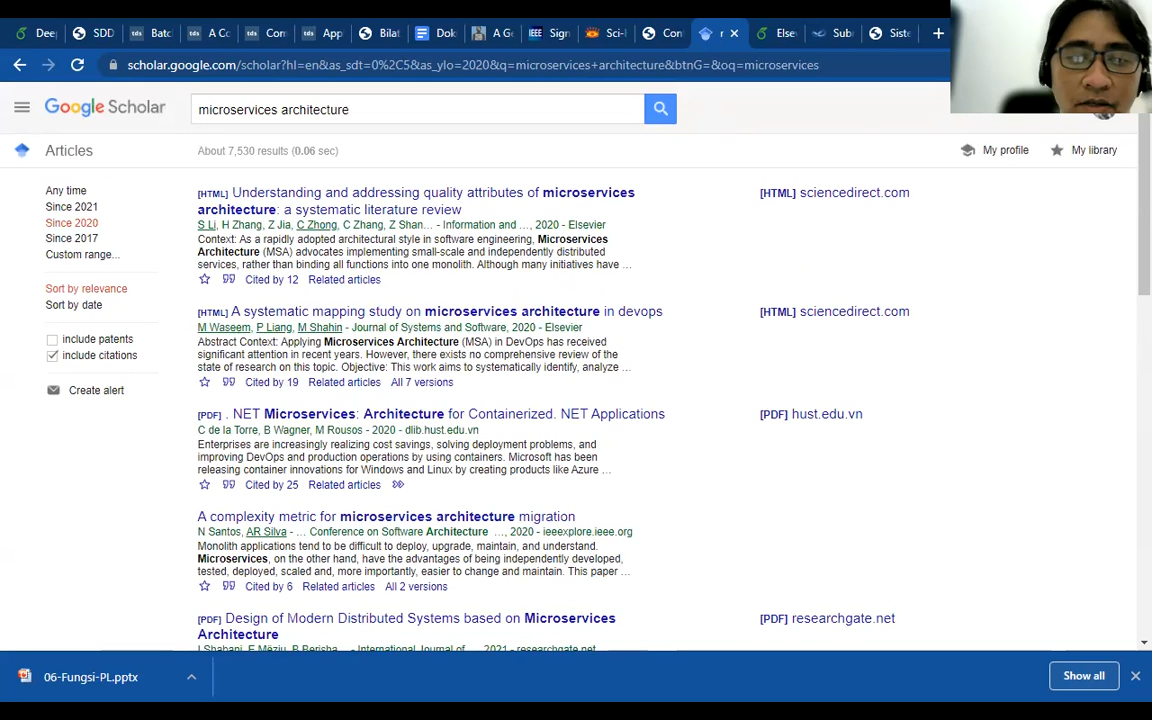 Deep
SDD
Batc
A Co
Con
App
Bilat
Dok
A Ge
IEEE
Sign
Sci-
Con
Else
Sub
Siste
scholar.google.com/scholar?hl=en&as_sdt=0%2C5&as_ylo=2020&q=microservices+architecture&btnG=&oq=microservices
Google Scholar
microservices architecture
Articles
About 7,530 results (0.06 sec)
My profile
My library
Any time
Since 2021
Since 2020
Since 2017
Custom range...
Sort by relevance
Sort by date
include patents
include citations
Create alert
[HTML] Understanding and addressing quality attributes of microservices
architecture: a systematic literature review
S Li, H Zhang, Z Jia, C Zhong, C Zhang, Z Shan... - Information and ..., 2020 - Elsevier
Context: As a rapidly adopted architectural style in software engineering, Microservices
Architecture (MSA) advocates implementing small-scale and independently distributed
services, rather than binding all functions into one monolith. Although many initiatives have ...
Cited by 12 Related articles
[HTML] sciencedirect.com
[HTML] A systematic mapping study on microservices architecture in devops
M Waseem, P Liang, M Shahin - Journal of Systems and Software, 2020 - Elsevier
Abstract Context: Applying Microservices Architecture (MSA) in DevOps has received
significant attention in recent years. However, there exists no comprehensive review of the
state of research on this topic. Objective: This work aims to systematically identify, analyze ...
Cited by 19 Related articles All 7 versions
[HTML] sciencedirect.com
[PDF] . NET Microservices: Architecture for Containerized. NET Applications
C de la Torre, B Wagner, M Rousos - 2020 - dlib.hust.edu.vn
Enterprises are increasingly realizing cost savings, solving deployment problems, and
improving DevOps and production operations by using containers. Microsoft has been
releasing container innovations for Windows and Linux by creating products like Azure ...
Cited by 25 Related articles
[PDF] hust.edu.vn
A complexity metric for microservices architecture migration
N Santos, AR Silva - ... Conference on Software Architecture ..., 2020 - ieeexplore.ieee.org
Monolith applications tend to be difficult to deploy, upgrade, maintain, and understand.
Microservices, on the other hand, have the advantages of being independently developed,
tested, deployed, scaled and, more importantly, easier to change and maintain. This paper ...
Cited by 6 Related articles All 2 versions
[PDF] Design of Modern Distributed Systems based on Microservices
Architecture
I Shabani, E Mëziu, B Berisha... - International Journal of ..., 2021 - researchgate.net
[PDF] researchgate.net
06-Fungsi-PL.pptx
Show all